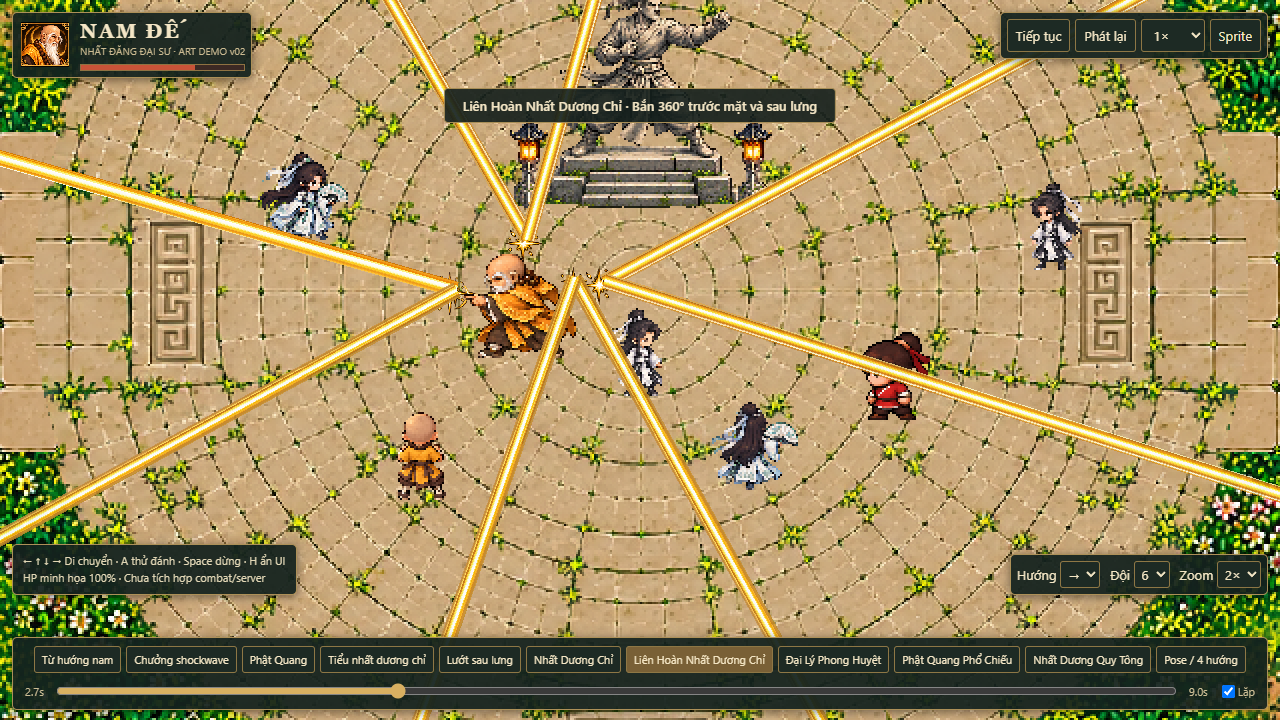 NAM ĐẾ
NHẤT ĐĂNG ĐẠI SƯ · ART DEMO v02
Tiếp tục
Phát lại
1×
Sprite
Liên Hoàn Nhất Dương Chỉ · Bắn 360° trước mặt và sau lưng
← ↑ ↓ → Di chuyển · A thử đánh · Space dừng · H ẩn UI
HP minh họa 100% · Chưa tích hợp combat/server
Hướng → Đội 6 Zoom 2×
Từ hướng nam
Chưởng shockwave
Phật Quang
Tiểu nhất dương chỉ
Lướt sau lưng
Nhất Dương Chỉ
Liên Hoàn Nhất Dương Chỉ
Đại Lý Phong Huyệt
Phật Quang Phổ Chiếu
Nhất Dương Quy Tông
Pose / 4 hướng
2.7s
9.0s
Lặp